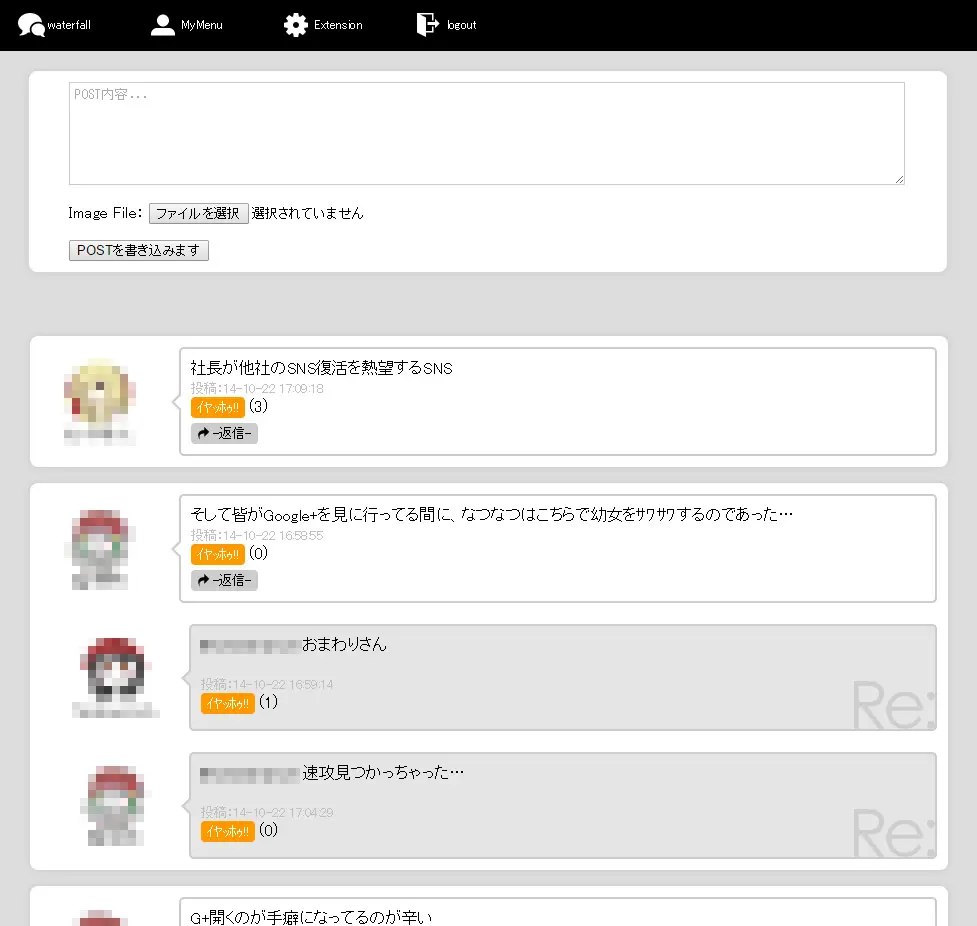 waterfall MyMenu Extension logout
POST内容...
Image File: ファイルを選択 選択されていません
POSTを書き込みます
社長が他社のSNS復活を熱望するSNS
投稿:14-10-22 17:09:18
イヤッホゥ!! (3)
-返信-
そして皆がGoogle+を見に行ってる間に、なつなつはこちらで幼女をｻﾜｻﾜするのであった…
投稿:14-10-22 16:58:55
イヤッホゥ!! (0)
-返信-
おまわりさん
投稿:14-10-22 16:59:14
イヤッホゥ!! (1)
Re:
速攻見つかっちゃった…
投稿:14-10-22 17:04:29
イヤッホゥ!! (0)
Re:
G+開くのが手癖になってるのが辛い